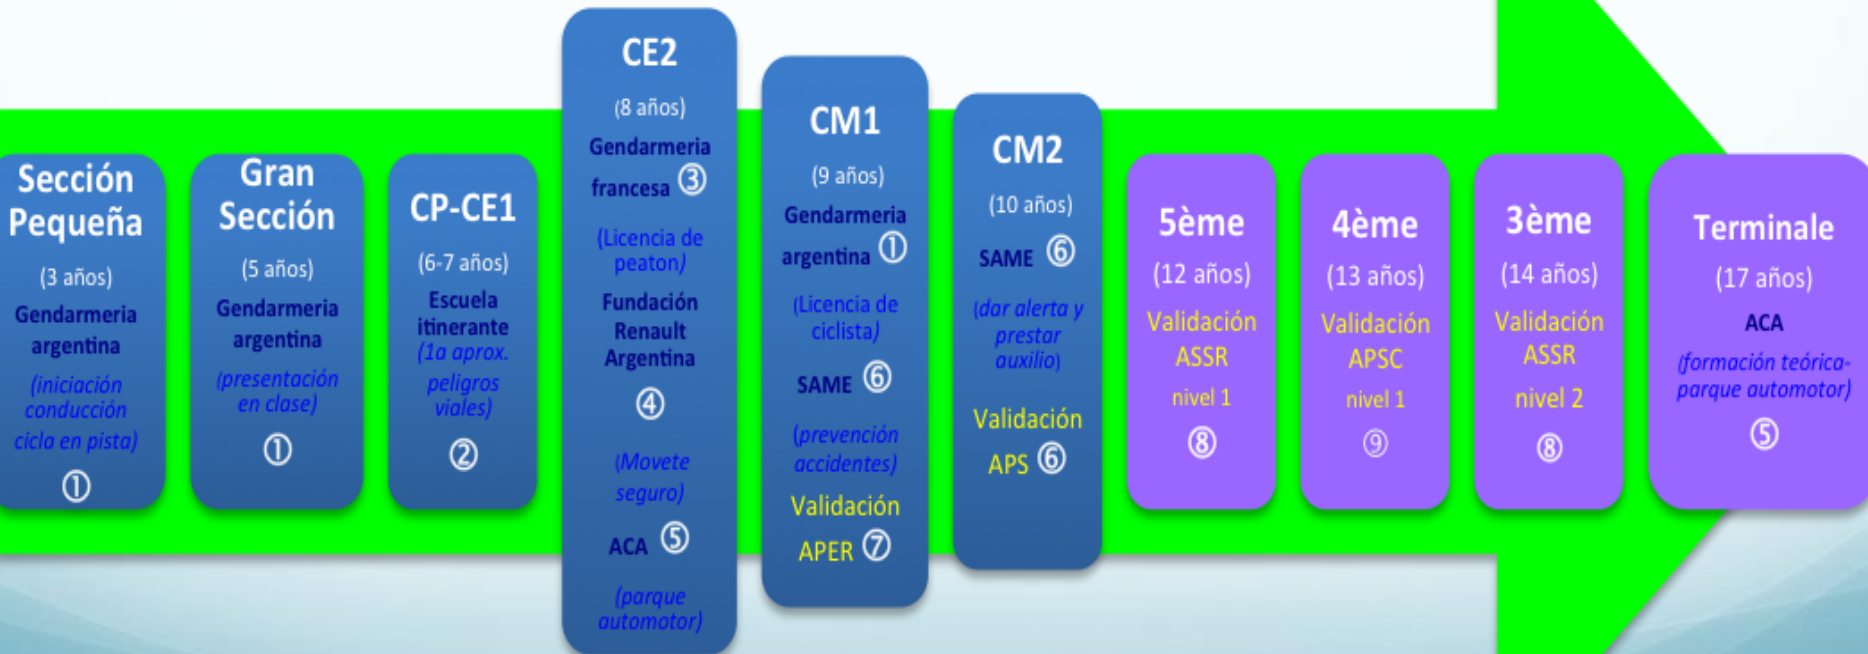 Sección
Pequeña
(3 años)
Gendarmeria
argentina
(iniciación
conducción
cicla en pista)
①
Gran
Sección
(5 años)
Gendarmeria
argentina
(presentación
en clase)
①
CP-CE1
(6-7 años)
Escuela
itinerante
(1a aprox.
peligros
viales)
②
CE2
(8 años)
Gendarmeria
francesa ③
(Licencia de
peaton)
Fundación
Renault
Argentina
④
(Movete
seguro)
ACA ⑤
(parque
automotor)
CM1
(9 años)
Gendarmeria
argentina ①
(Licencia de
ciclista)
SAME ⑥
(prevención
accidentes)
Validación
APER ⑦
CM2
(10 años)
SAME ⑥
(dar alerta y
prestar
auxilio)
Validación
APS ⑥
5ème
(12 años)
Validación
ASSR
nivel 1
⑧
4ème
(13 años)
Validación
APSC
nivel 1
⑨
3ème
(14 años)
Validación
ASSR
nivel 2
⑧
Terminale
(17 años)
ACA
(formación teórica-
parque automotor)
⑤